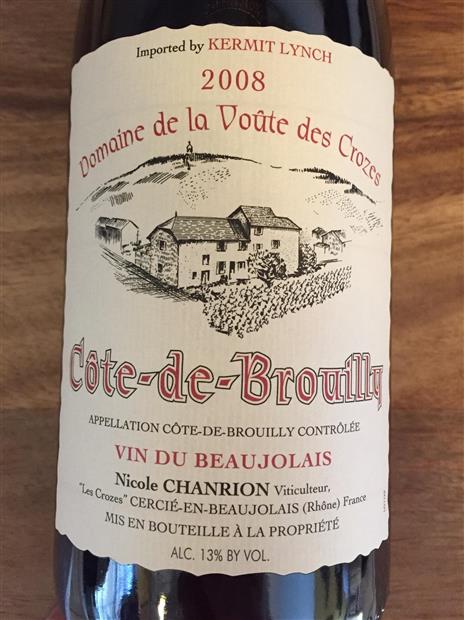 Imported by KERMIT LYNCH
2008
Domaine de la Voûte des Crozes
Côte-de-Brouilly
APPELLATION CÔTE-DE-BROUILLY CONTRÔLÉE
VIN DU BEAUJOLAIS
Nicole CHANRION Viticulteur,
"Les Crozes" CERCIÉ-EN-BEAUJOLAIS (Rhône) France
MIS EN BOUTEILLE À LA PROPRIÉTÉ
ALC. 13% BY VOL.